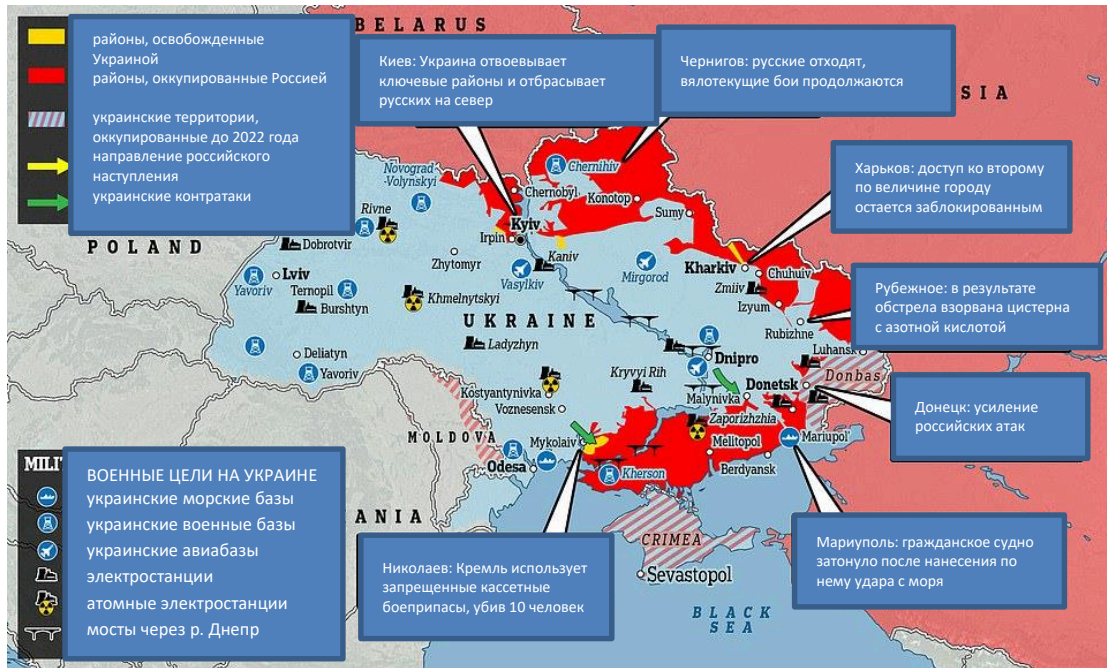 районы, освобожденные
Украиной
районы, оккупированные Россией
украинские территории,
оккупированные до 2022 года
направление российского
наступления
украинские контратаки
BELARUS
Киев: Украина отвоевывает
ключевые районы и отбрасывает
русских на север
Чернигов: русские отходят,
вялотекущие бои продолжаются
SIA
Харьков: доступ ко второму
по величине городу
остается заблокированным
Рубежное: в результате
обстрела взорвана цистерна
с азотной кислотой
Донецк: усиление
российских атак
Мариуполь: гражданское судно
затонуло после нанесения по
нему удара с моря
Николаев: Кремль использует
запрещенные кассетные
боеприпасы, убив 10 человек
POLAND
Novograd
-Volynskyi
Chernihiv
Chernobyl
Konotop
Sumy
Rivne
Dobrotvir
Irpin
Kyiv
Kaniv
Zhytomyr
Vasylkiv
Mirgorod
Kharkiv
Chuhuiv
Zmiiv
Izyum
Rubizhne
Lviv
Yavoriv
Ternopil
Burshtyn
Khmelnytskyi
UKRAINE
Ladyzhyn
Deliatyn
Yavoriv
Dnipro
Luhansk
Donbas
Donetsk
Kryvyi Rih
Malynivka
Kostyantynivka
Voznesensk
Zaporizhzhia
MOLDOVA
Mykolaiv
Melitopol
Mariupol'
Odesa
Kherson
Berdyansk
CRIMEA
Sevastopol
BLACK
SEA
ANIA
MILI
ВОЕННЫЕ ЦЕЛИ НА УКРАИНЕ
украинские морские базы
украинские военные базы
украинские авиабазы
электростанции
атомные электростанции
мосты через р. Днепр